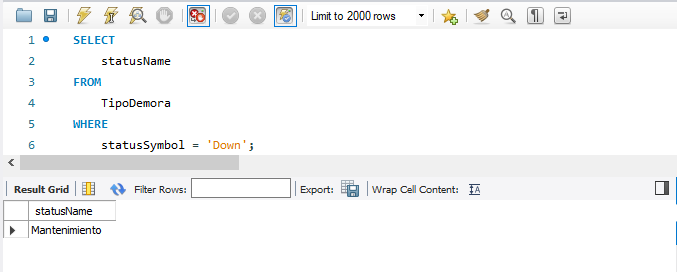 Limit to 2000 rows
1 SELECT
2 statusName
3 FROM
4 TipoDemora
5 WHERE
6 statusSymbol = 'Down';
Result Grid Filter Rows: Export: Wrap Cell Content:
statusName
Mantenimiento